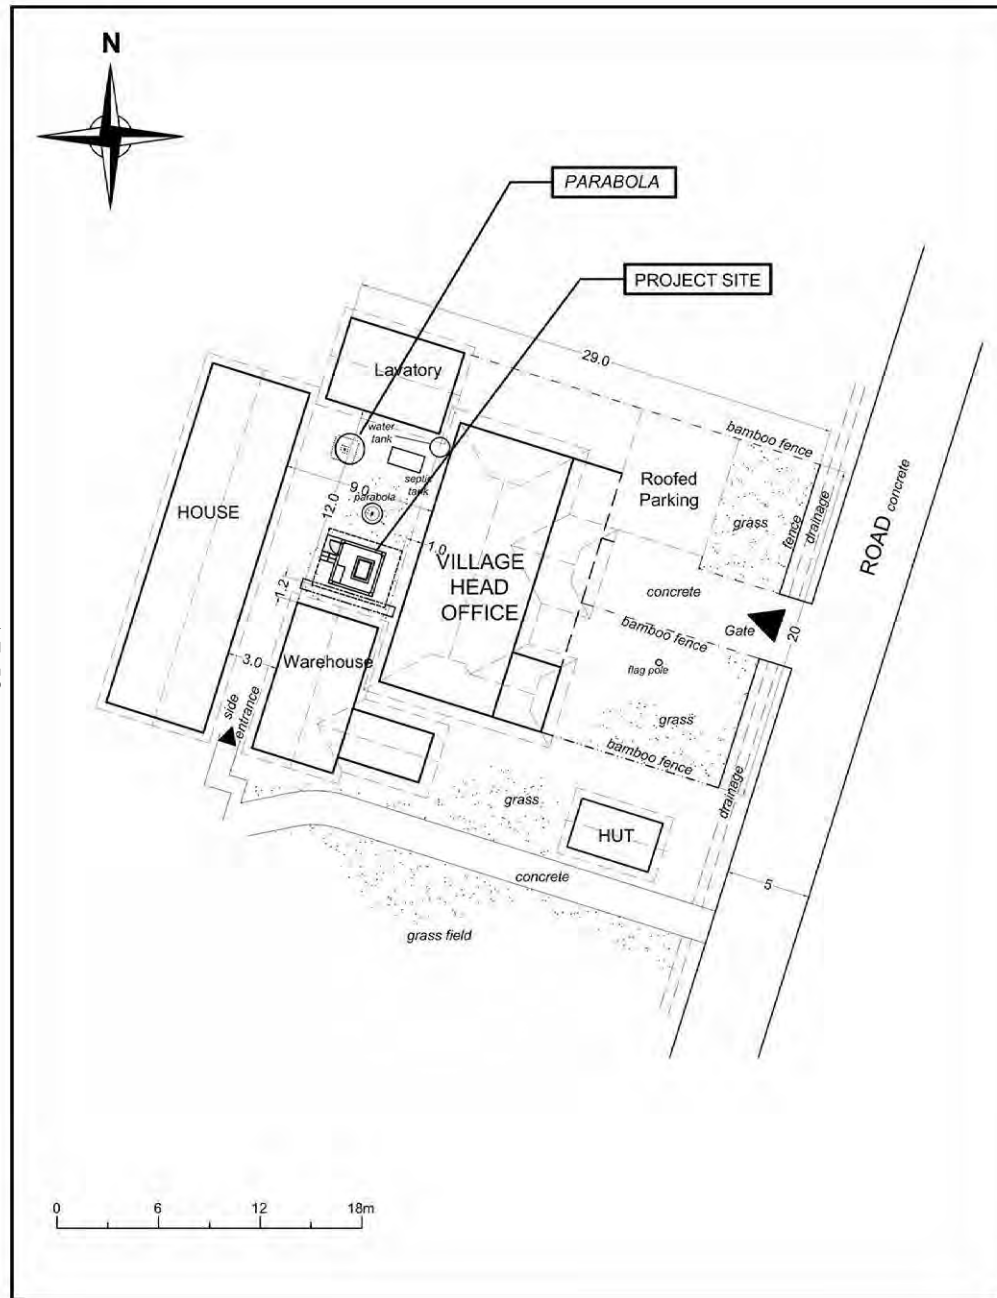 N
PARABOLA
PROJECT SITE
29.0
Lavatory
water
tank
bamboo fence
septic
tank
9.0
parabola
12.0
Roofed
Parking
grass
fence
drainage
ROAD concrete
HOUSE
1.0
VILLAGE
HEAD
OFFICE
concrete
1.2
bamboo fence
Gate
20
flag pole
Warehouse
3.0
side
entrance
grass
bamboo fence
drainage
grass
HUT
concrete
5
grass field
0
6
12
18m